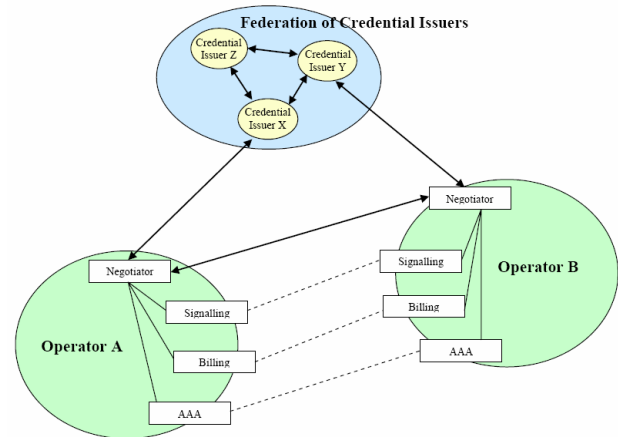 Federation of Credential Issuers
Credential
Issuer Z
Credential
Issuer Y
Credential
Issuer X
Negotiator
Signalling
Operator B
Billing
AAA
Negotiator
Signalling
Operator A
Billing
AAA